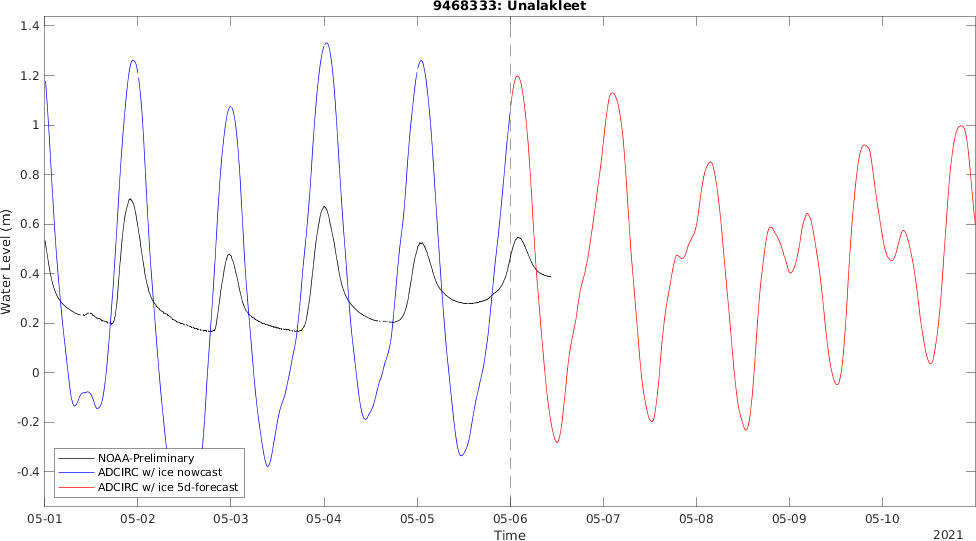 9468333: Unalakleet
1.4
1.2
1
0.8
0.6
0.4
0.2
0
-0.2
-0.4
Water Level (m)
NOAA-Preliminary
ADCIRC w/ ice nowcast
ADCIRC w/ ice 5d-forecast
05-01 05-02 05-03 05-04 05-05 05-06 05-07 05-08 05-09 05-10
Time
2021